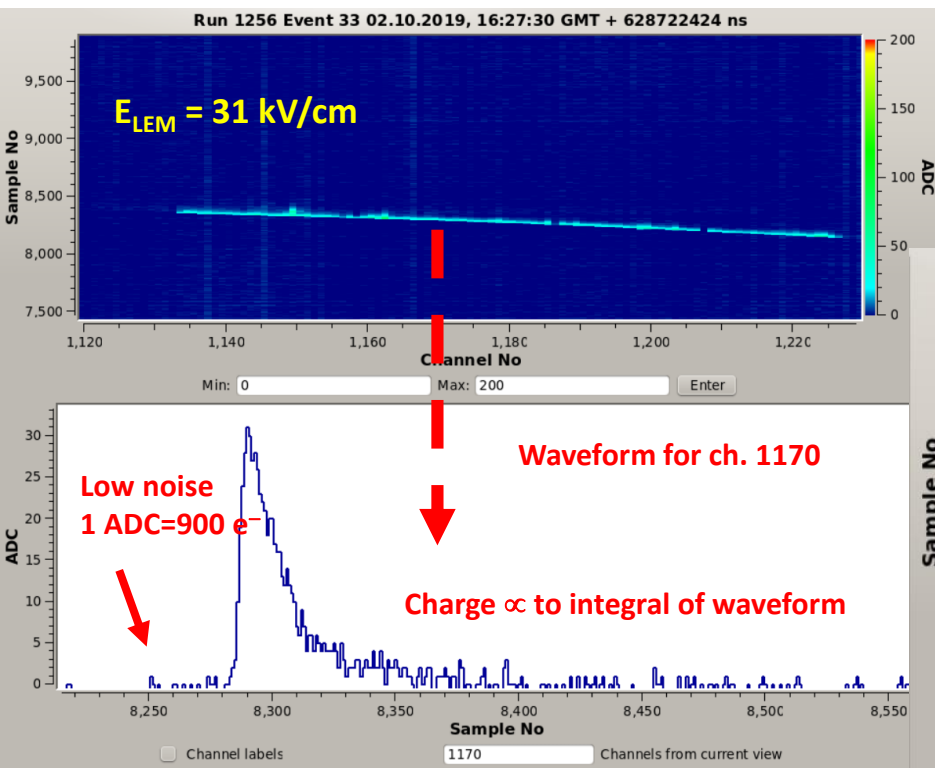 Run 1256 Event 33 02.10.2019, 16:27:30 GMT + 628722424 ns
E_LEM = 31 kV/cm
Sample No
9,500
9,000
8,500
8,000
7,500
200
150
100
50
0
ADC
1,120
1,140
1,160
1,180
1,200
1,220
Channel No
Min: 0 Max: 200 Enter
Waveform for ch. 1170
Low noise
1 ADC=900 e⁻
Charge ∝ to integral of waveform
ADC
30
25
20
15
10
5
0
8,250
8,300
8,350
8,400
8,450
8,500
8,550
Sample No
Channel labels 1170 Channels from current view
Sample No